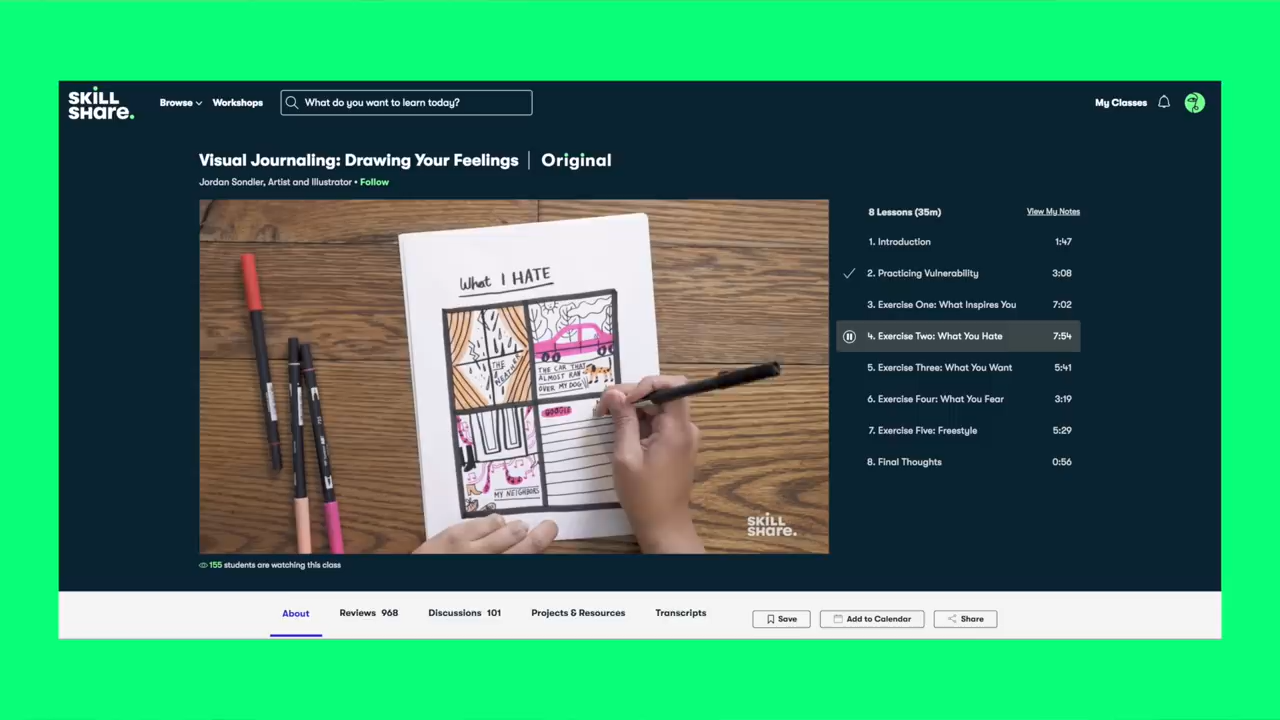 SKILL SHARE.
Browse
Workshops
What do you want to learn today?
My Classes
Visual Journaling: Drawing Your Feelings | Original
Jordan Sondler, Artist and Illustrator • Follow
What I HATE
THE WEATHER
THE CAR THAT
ALMOST RAN
OVER MY DOG
GOOGLE
MY NEIGHBORS
SKILL SHARE.
8 Lessons (35m)
View My Notes
1. Introduction 1:47
2. Practicing Vulnerability 3:08
3. Exercise One: What Inspires You 7:02
4. Exercise Two: What You Hate 7:54
5. Exercise Three: What You Want 5:41
6. Exercise Four: What You Fear 3:19
7. Exercise Five: Freestyle 5:29
8. Final Thoughts 0:56
155 students are watching this class
About
Reviews 968
Discussions 101
Projects & Resources
Transcripts
Save
Add to Calendar
Share